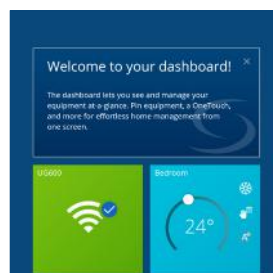 Welcome to your dashboard!
The dashboard lets you see and manage your
equipment at-a-glance. Pin equipment, a OneTouch,
and more for effortless home management from
one screen.
UG600
Bedroom
24°